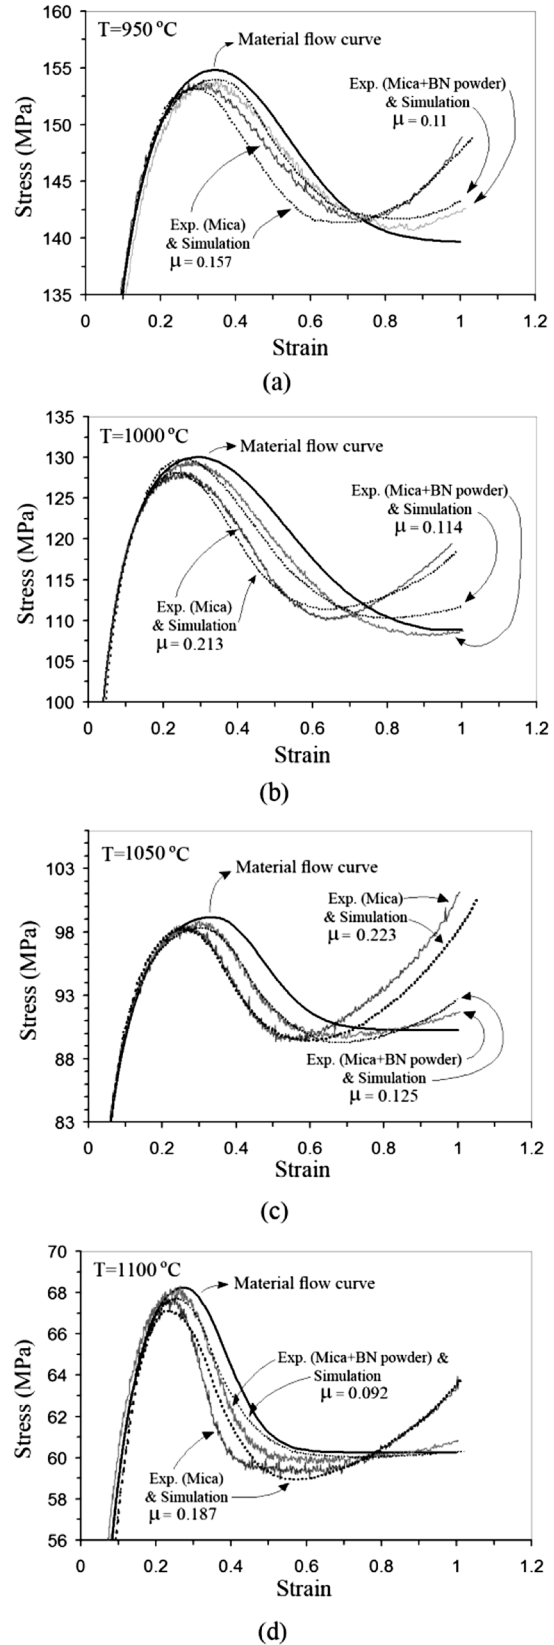 160
T=950 ºC
Material flow curve
155
Exp. (Mica+BN powder)
& Simulation
μ = 0.11
150
Stress (MPa)
145
Exp. (Mica)
& Simulation
μ = 0.157
140
135
0 0.2 0.4 0.6 0.8 1 1.2
Strain
(a)
135
T=1000 ºC
Material flow curve
130
Exp. (Mica+BN powder)
& Simulation
μ = 0.114
125
120
Stress (MPa)
115
Exp. (Mica)
& Simulation
μ = 0.213
110
105
100
0 0.2 0.4 0.6 0.8 1 1.2
Strain
(b)
T=1050 ºC
103
Material flow curve
Exp. (Mica)
& Simulation
μ = 0.223
98
Stress (MPa)
93
Exp. (Mica+BN powder)
& Simulation
μ = 0.125
88
83
0 0.2 0.4 0.6 0.8 1 1.2
Strain
(c)
70
T=1100 ºC
Material flow curve
68
66
Exp. (Mica+BN powder) &
Simulation
μ = 0.092
64
Stress (MPa)
62
60
Exp. (Mica)
& Simulation
μ = 0.187
58
56
0 0.2 0.4 0.6 0.8 1 1.2
Strain
(d)